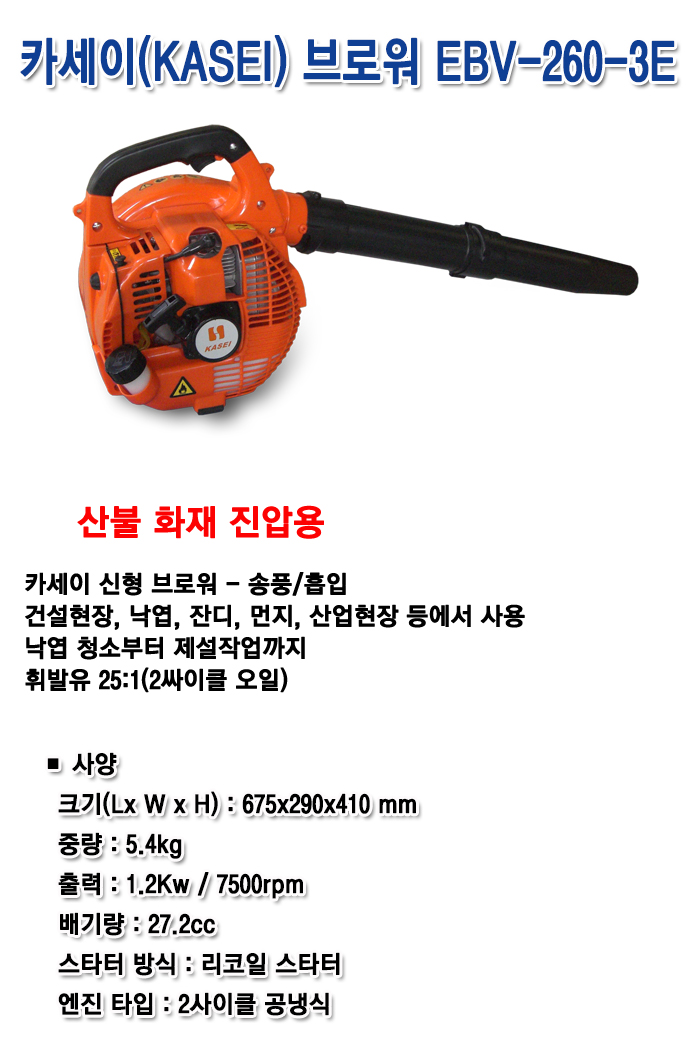 카세이(KASEI) 브로워 EBV-260-3E
KASEI
산불 화재 진압용
카세이 신형 브로워 - 송풍/흡입
건설현장, 낙엽, 잔디, 먼지, 산업현장 등에서 사용
낙엽 청소부터 제설작업까지
휘발유 25:1(2싸이클 오일)
■ 사양
크기(Lx W x H) : 675x290x410 mm
중량 : 5.4kg
출력 : 1.2Kw / 7500rpm
배기량 : 27.2cc
스타터 방식 : 리코일 스타터
엔진 타입 : 2사이클 공냉식